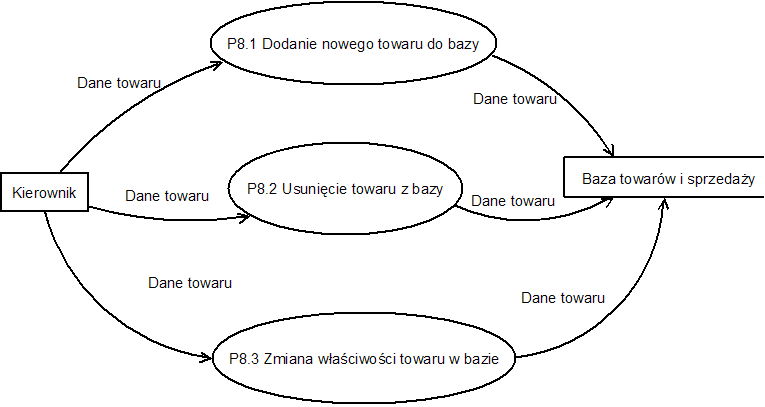 P8.1 Dodanie nowego towaru do bazy
Dane towaru
Dane towaru
Kierownik
Dane towaru
P8.2 Usunięcie towaru z bazy
Dane towaru
Baza towarów i sprzedaży
Dane towaru
Dane towaru
P8.3 Zmiana właściwości towaru w bazie